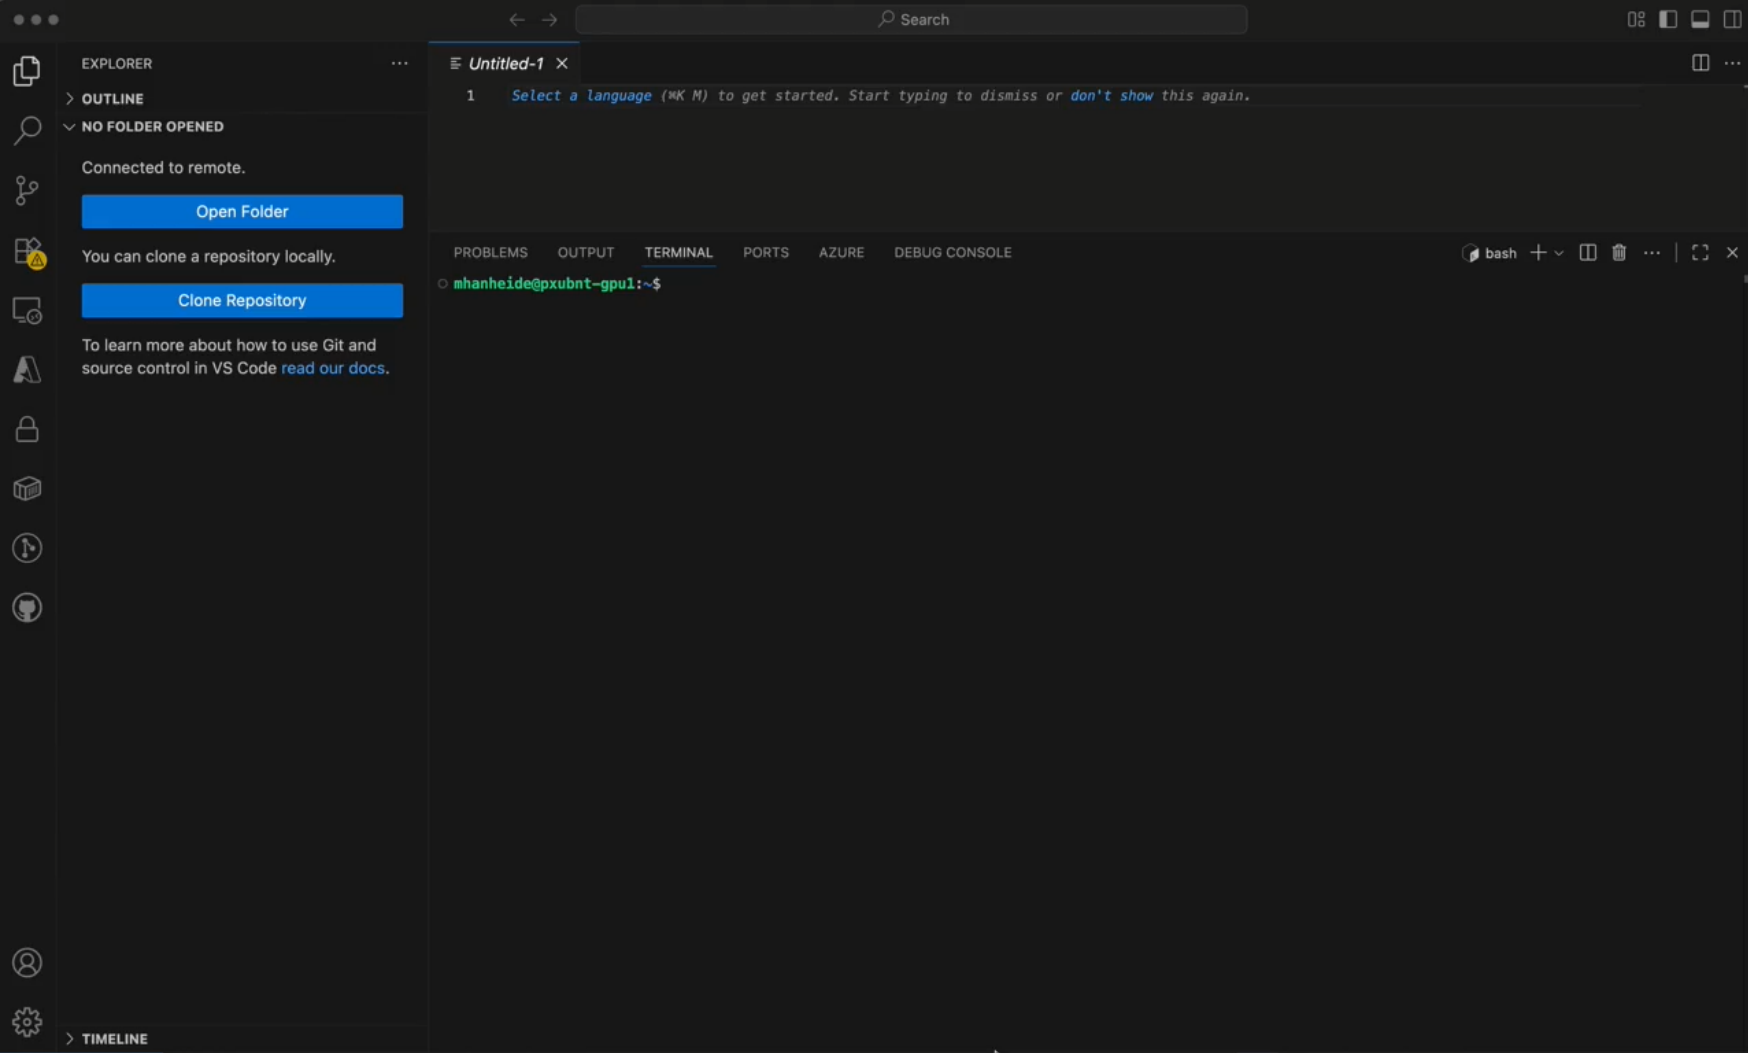 Search
EXPLORER
OUTLINE
NO FOLDER OPENED
Connected to remote.
Open Folder
You can clone a repository locally.
Clone Repository
To learn more about how to use Git and
source control in VS Code read our docs.
TIMELINE
Untitled-1
1 Select a language (⌘K M) to get started. Start typing to dismiss or don't show this again.
PROBLEMS OUTPUT TERMINAL PORTS AZURE DEBUG CONSOLE bash
mhanheide@pxubnt-gpu1:~$